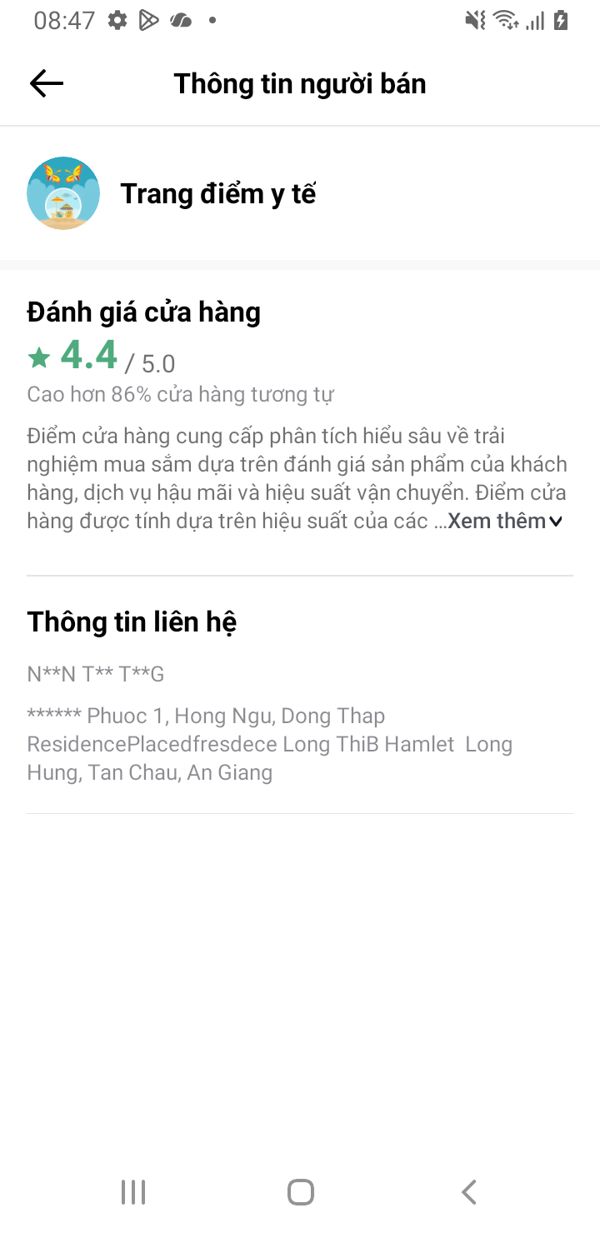 08:47
Thông tin người bán
Trang điểm y tế
Đánh giá cửa hàng
4.4 / 5.0
Cao hơn 86% cửa hàng tương tự
Điểm cửa hàng cung cấp phân tích hiểu sâu về trải
nghiệm mua sắm dựa trên đánh giá sản phẩm của khách
hàng, dịch vụ hậu mãi và hiệu suất vận chuyển. Điểm cửa
hàng được tính dựa trên hiệu suất của các ...Xem thêm
Thông tin liên hệ
N**N T** T**G
****** Phuoc 1, Hong Ngu, Dong Thap
ResidencePlacedfresdece Long ThiB Hamlet  Long
Hung, Tan Chau, An Giang